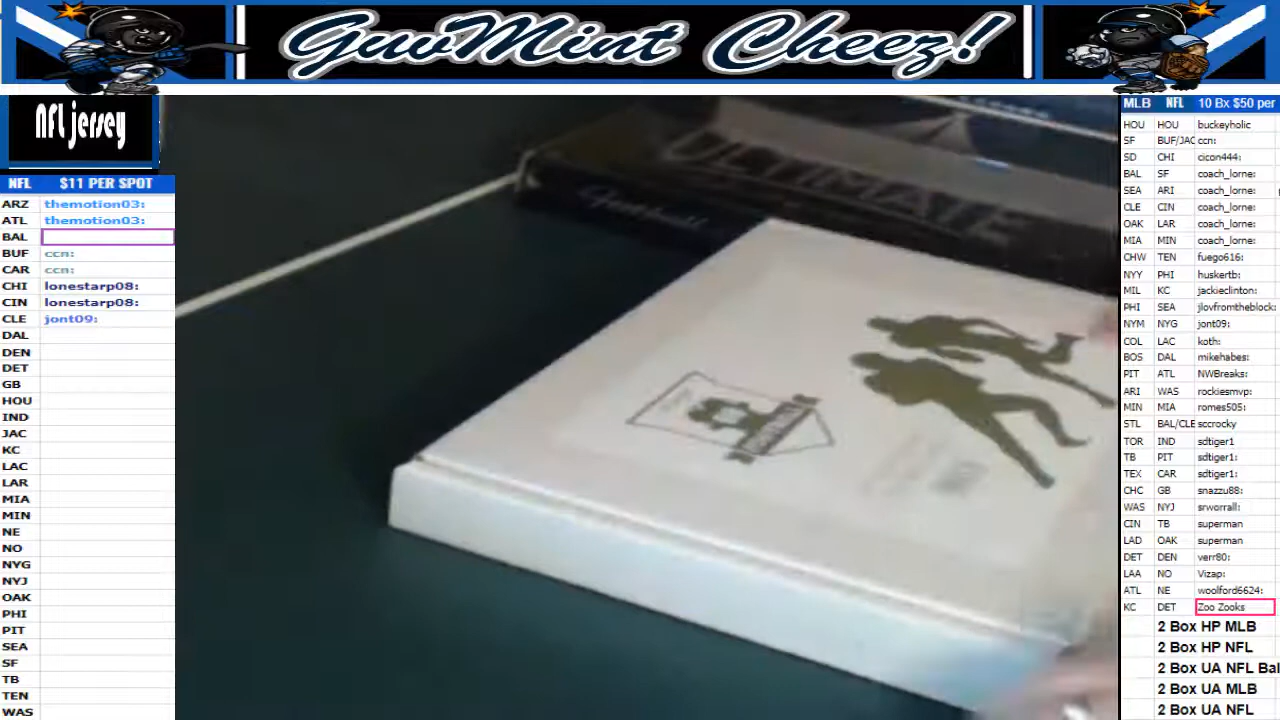 GuvMint Cheez!
NFL jersey
NFL $11 PER SPOT
ARZ themotion03:
ATL themotion03:
BAL
BUF ccn:
CAR ccn:
CHI lonestarp08:
CIN lonestarp08:
CLE jont09:
DAL
DEN
DET
GB
HOU
IND
JAC
KC
LAC
LAR
MIA
MIN
NE
NO
NYG
NYJ
OAK
PHI
PIT
SEA
SF
TB
TEN
WAS
MLB NFL 10 Bx $50 per
HOU HOU buckeyholic
SF BUF/JAC ccn:
SD CHI cicon444:
BAL SF coach_lorne:
SEA ARI coach_lorne:
CLE CIN coach_lorne:
OAK LAR coach_lorne:
MIA MIN coach_lorne:
CHW TEN fuego616:
NYY PHI huskertb:
MIL KC jackieclinton:
PHI SEA jlovfromtheblock:
NYM NYG jont09:
COL LAC koth:
BOS DAL mikehabes:
PIT ATL NWBreaks:
ARI WAS rockiesmvp:
MIN MIA romes505:
STL BAL/CLE sccrocky
TOR IND sdtiger1
TB PIT sdtiger1:
TEX CAR sdtiger1:
CHC GB snazzu88:
WAS NYJ srworrall:
CIN TB superman
LAD OAK superman
DET DEN verr80:
LAA NO Vizap:
ATL NE woolford6624:
KC DET Zoo Zooks
2 Box HP MLB
2 Box HP NFL
2 Box UA NFL Bal
2 Box UA MLB
2 Box UA NFL